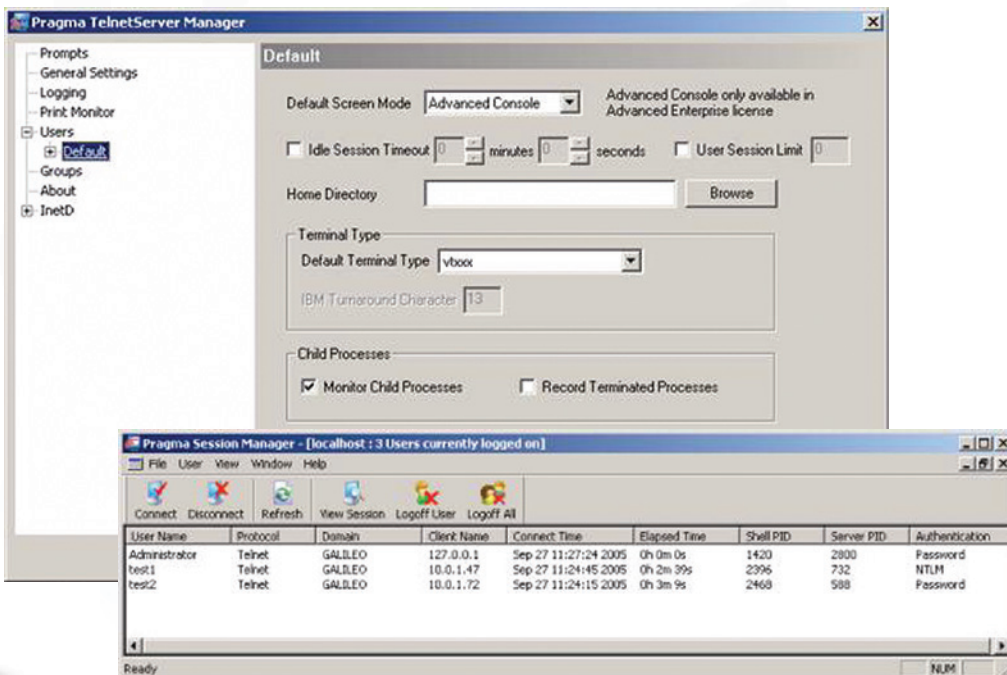 Pragma TelnetServer Manager
Prompts
General Settings
Logging
Print Monitor
Users
Default
Groups
About
InetD
Default
Default Screen Mode Advanced Console Advanced Console only available in
Advanced Enterprise license
Idle Session Timeout 0 minutes 0 seconds User Session Limit 0
Home Directory Browse
Terminal Type
Default Terminal Type vtxxx
IBM Turnaround Character 13
Child Processes
Monitor Child Processes Record Terminated Processes
Pragma Session Manager - [localhost : 3 Users currently logged on]
File User View Window Help
Connect Disconnect Refresh View Session Logoff User Logoff All
User Name Protocol Domain Client Name Connect Time Elapsed Time Shell PID Server PID Authentication
Administrator Telnet GALILEO 127.0.0.1 Sep 27 11:27:24 2005 0h 0m 0s 1420 2800 Password
test1 Telnet GALILEO 10.0.1.47 Sep 27 11:24:45 2005 0h 2m 39s 2396 732 NTLM
test2 Telnet GALILEO 10.0.1.72 Sep 27 11:24:15 2005 0h 3m 9s 2468 588 Password
Ready NUM